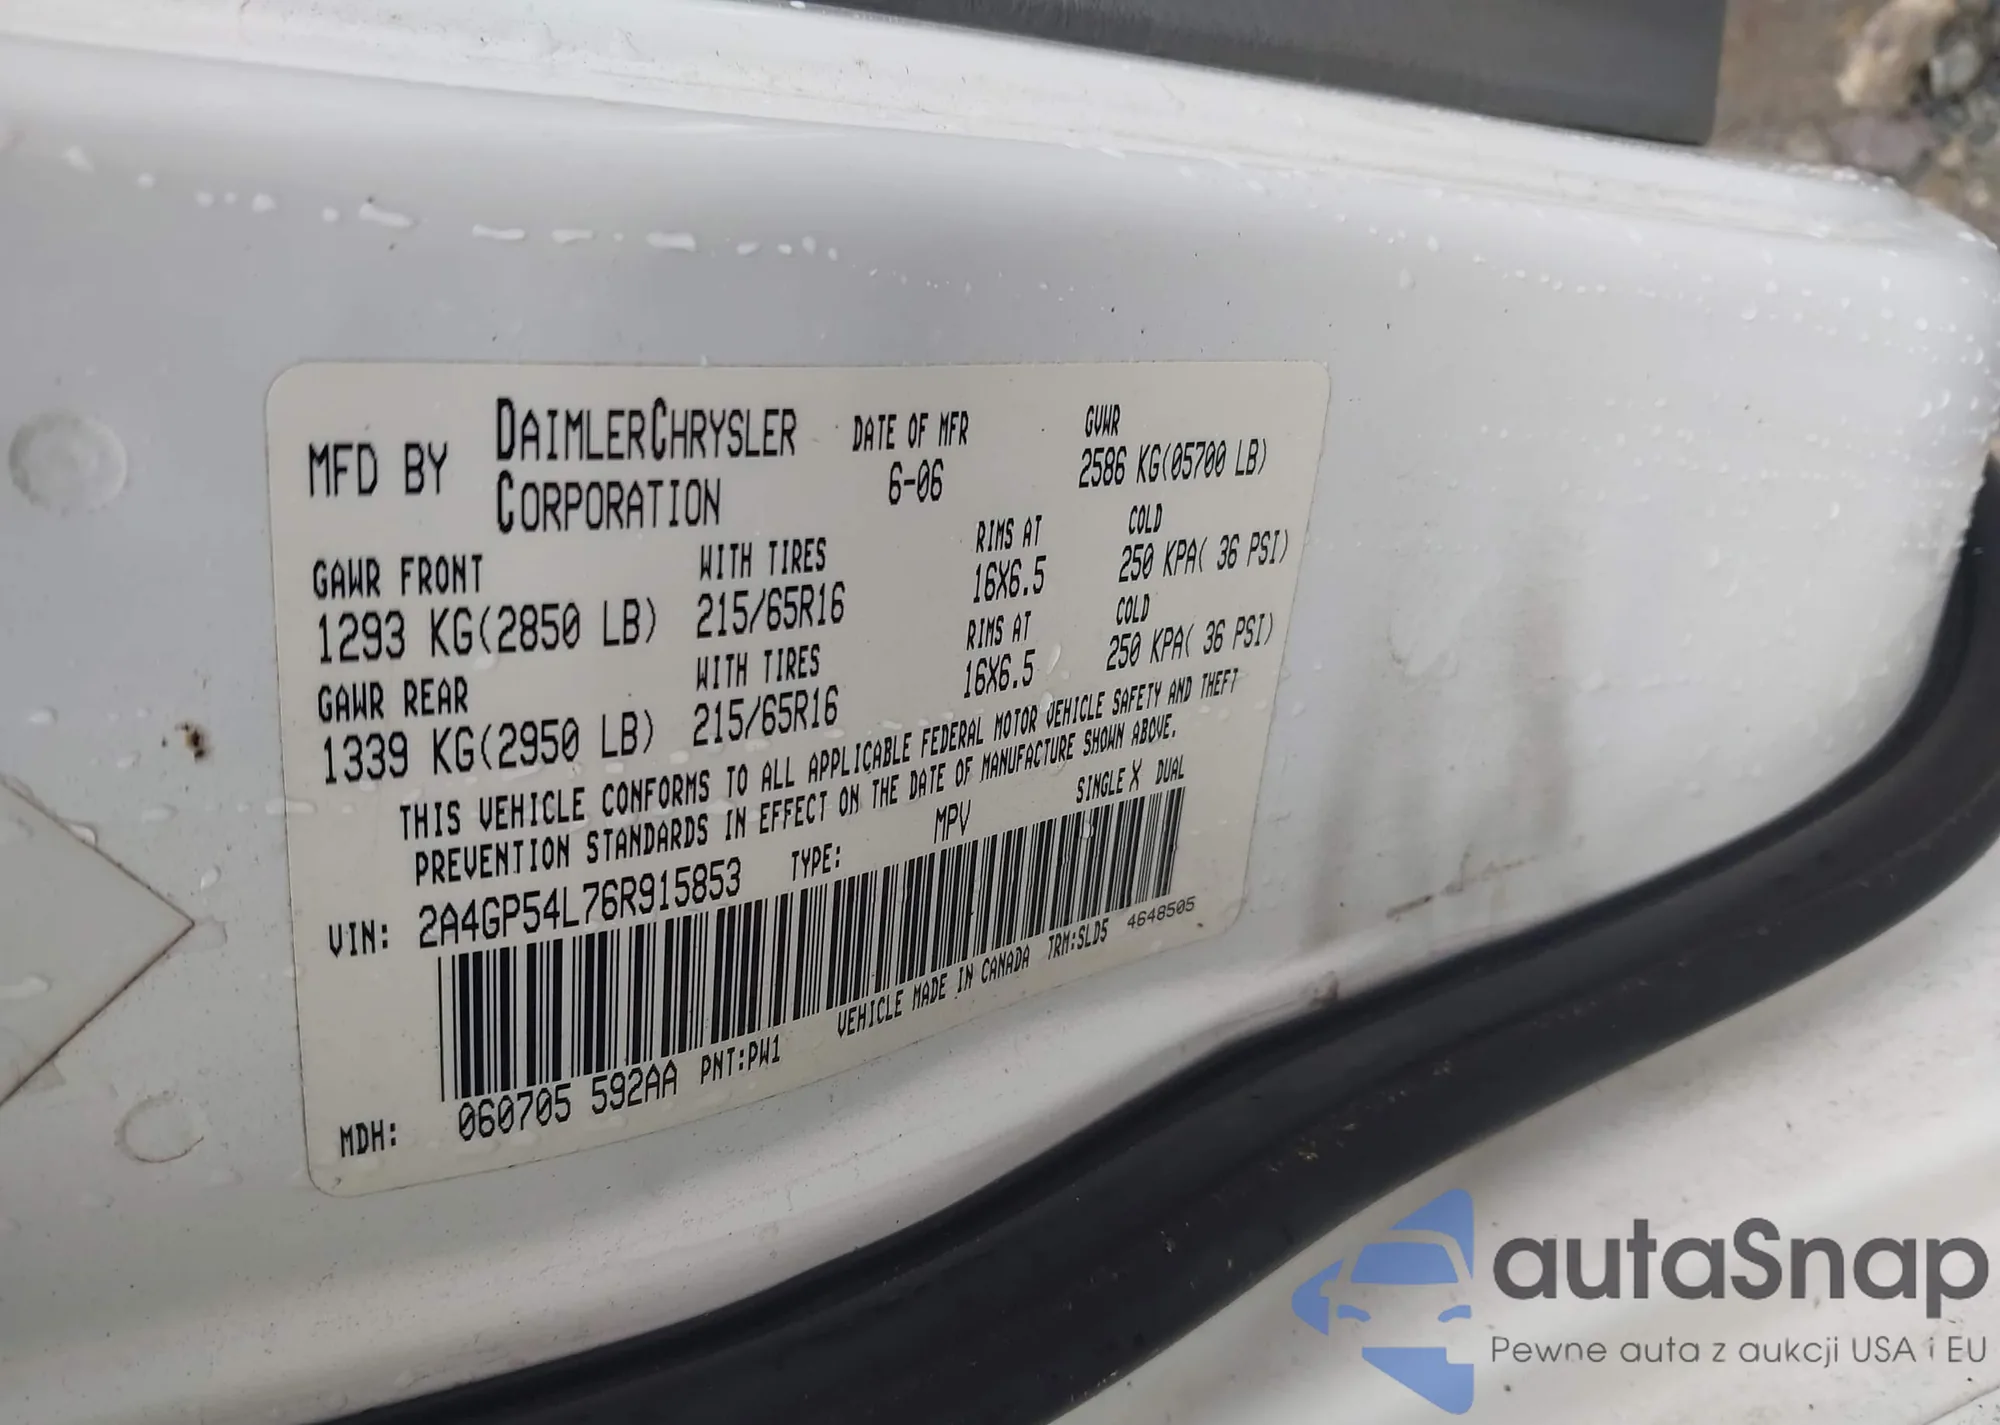 MFD BY DAIMLERCHRYSLER CORPORATION
DATE OF MFR 6-06
GVWR 2586 KG(05700 LB)
GAWR FRONT WITH TIRES RIMS AT COLD
1293 KG(2850 LB) 215/65R16 16X6.5 250 KPA( 36 PSI)
GAWR REAR WITH TIRES RIMS AT COLD
1339 KG(2950 LB) 215/65R16 16X6.5 250 KPA( 36 PSI)
THIS VEHICLE CONFORMS TO ALL APPLICABLE FEDERAL MOTOR VEHICLE SAFETY AND THEFT
PREVENTION STANDARDS IN EFFECT ON THE DATE OF MANUFACTURE SHOWN ABOVE.
VIN: 2A4GP54L76R915853 TYPE: MPV SINGLE X DUAL
VEHICLE MADE IN CANADA TRM:SLD5 4648505
MDH: 060705 592AA PNT:PW1
autaSnap
Pewne auta z aukcji USA i EU